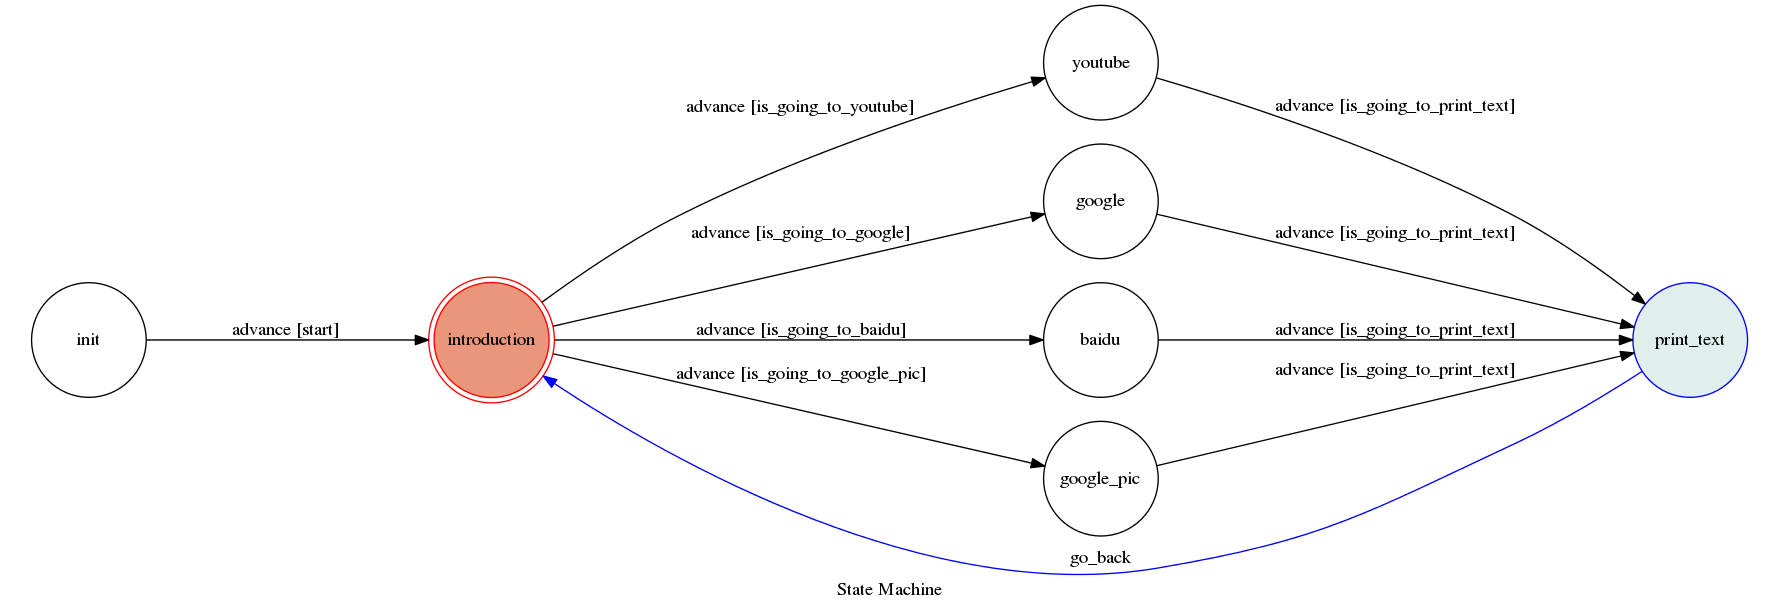 youtube
advance [is_going_to_youtube]
advance [is_going_to_print_text]
google
advance [is_going_to_google]
advance [is_going_to_print_text]
init
advance [start]
introduction
advance [is_going_to_baidu]
baidu
advance [is_going_to_print_text]
print_text
advance [is_going_to_google_pic]
advance [is_going_to_print_text]
google_pic
go_back
State Machine